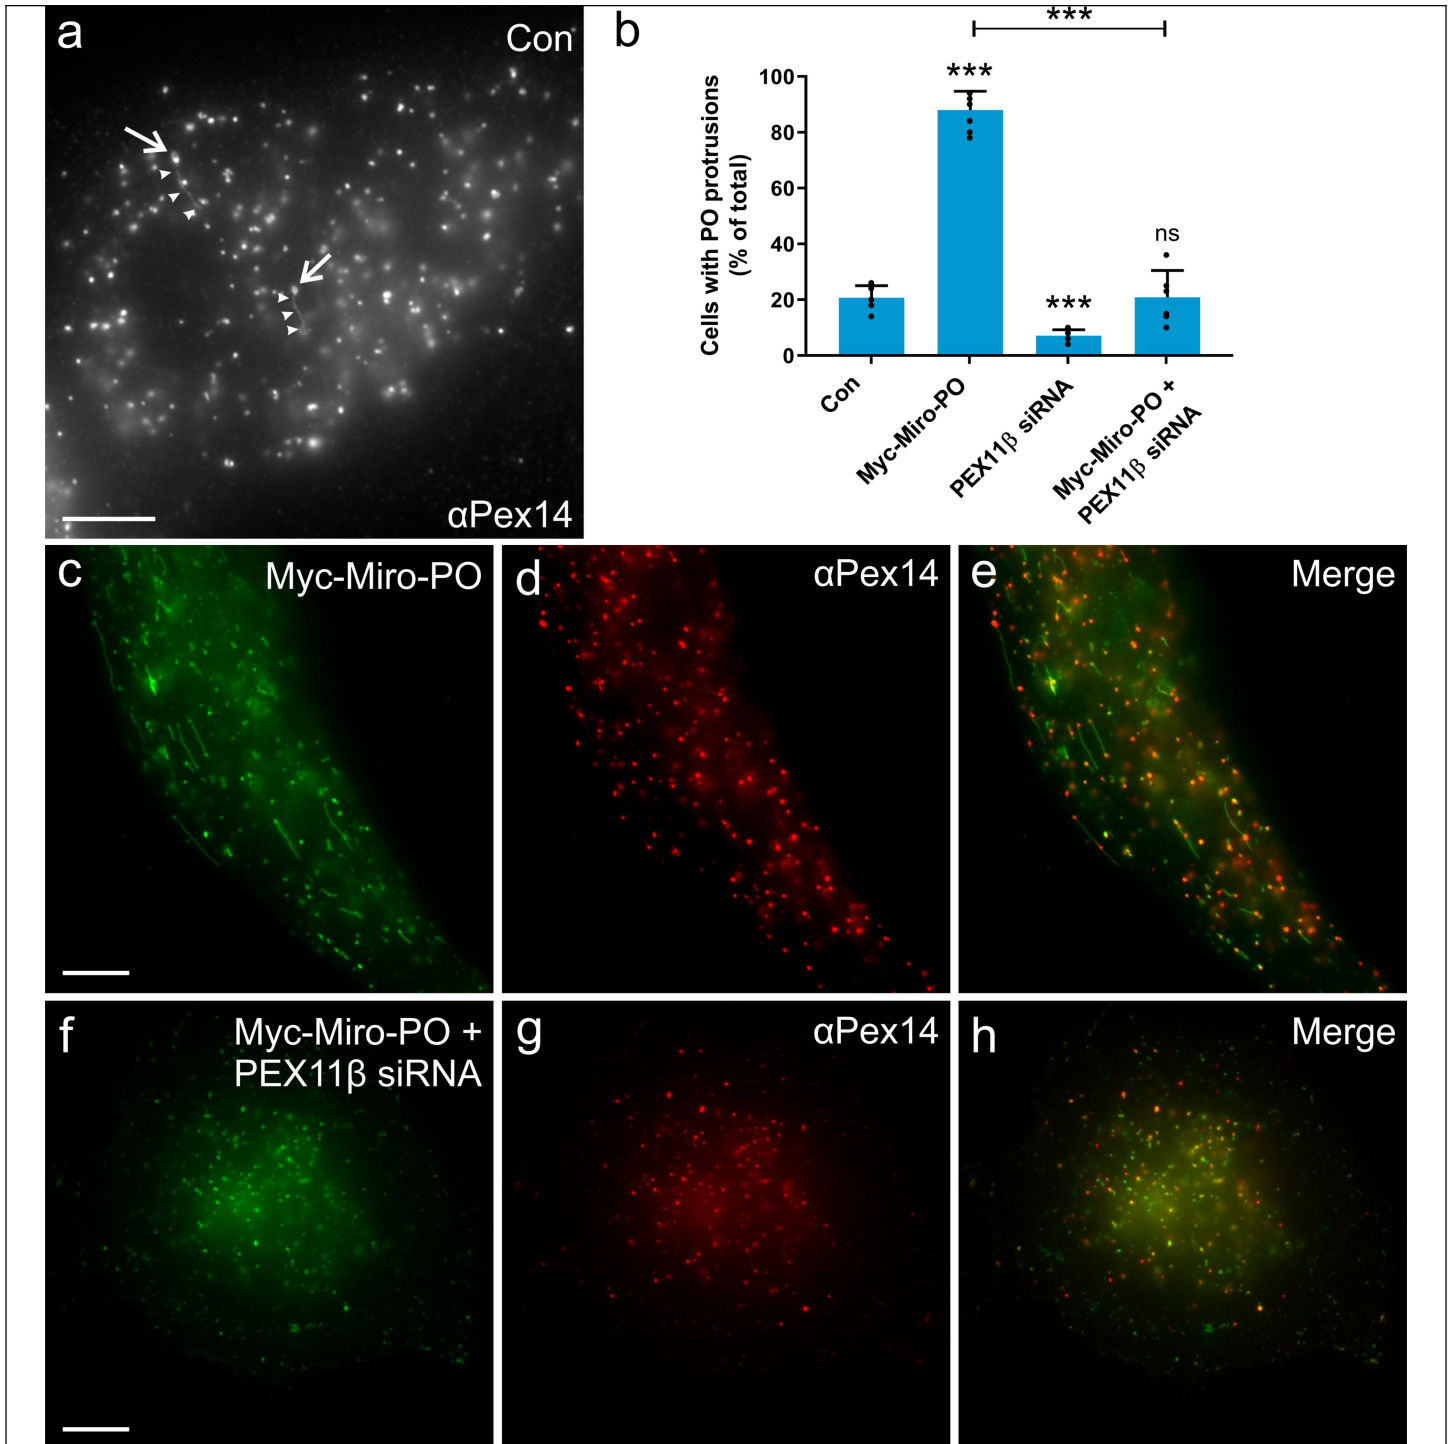 a
Con
αPex14
b
***
Cells with PO protrusions
(% of total)
100
80
60
40
20
0
***
***
ns
Con
Myc-Miro-PO
PEX11β siRNA
Myc-Miro-PO +
PEX11β siRNA
c
Myc-Miro-PO
d
αPex14
e
Merge
f
Myc-Miro-PO +
PEX11β siRNA
g
αPex14
h
Merge